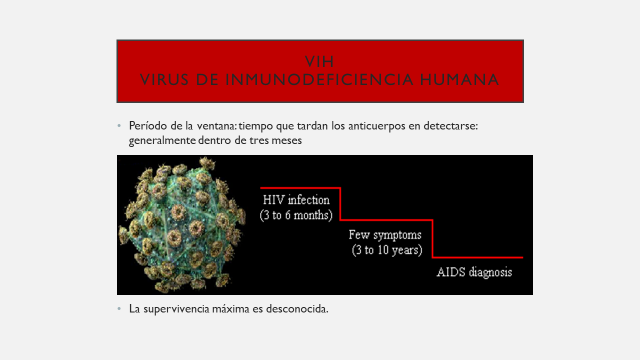 VIH
VIRUS DE INMUNODEFICIENCIA HUMANA
• Período de la ventana: tiempo que tardan los anticuerpos en detectarse:
generalmente dentro de tres meses
HIV infection
(3 to 6 months)
Few symptoms
(3 to 10 years)
AIDS diagnosis
• La supervivencia máxima es desconocida.